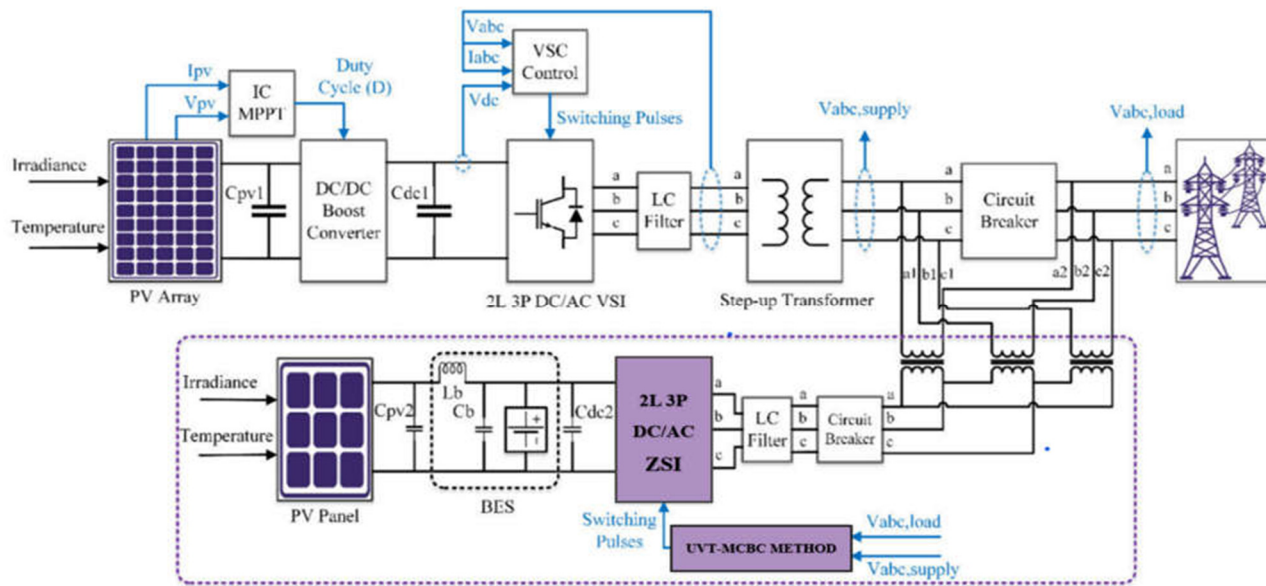 Vabc
Iabc
Vdc
VSC
Control
Ipv
Vpv
IC
MPPT
Duty
Cycle (D)
Switching Pulses
Vabc,supply
Vabc,load
Irradiance
Temperature
Cpv1
DC/DC
Boost
Converter
Cdc1
a
b
c
LC
Filter
a
b
c
a
b
c
Circuit
Breaker
a
b
c
PV Array
2L 3P DC/AC VSI
Step-up Transformer
a1
b1
c1
a2
b2
c2
Irradiance
Temperature
Cpv2
Lb
Cb
+
-
Cdc2
2L 3P
DC/AC
ZSI
a
b
c
LC
Filter
a
b
c
Circuit
Breaker
a
b
c
PV Panel
BES
Switching
Pulses
UVT-MCBC METHOD
Vabc,load
Vabc,supply